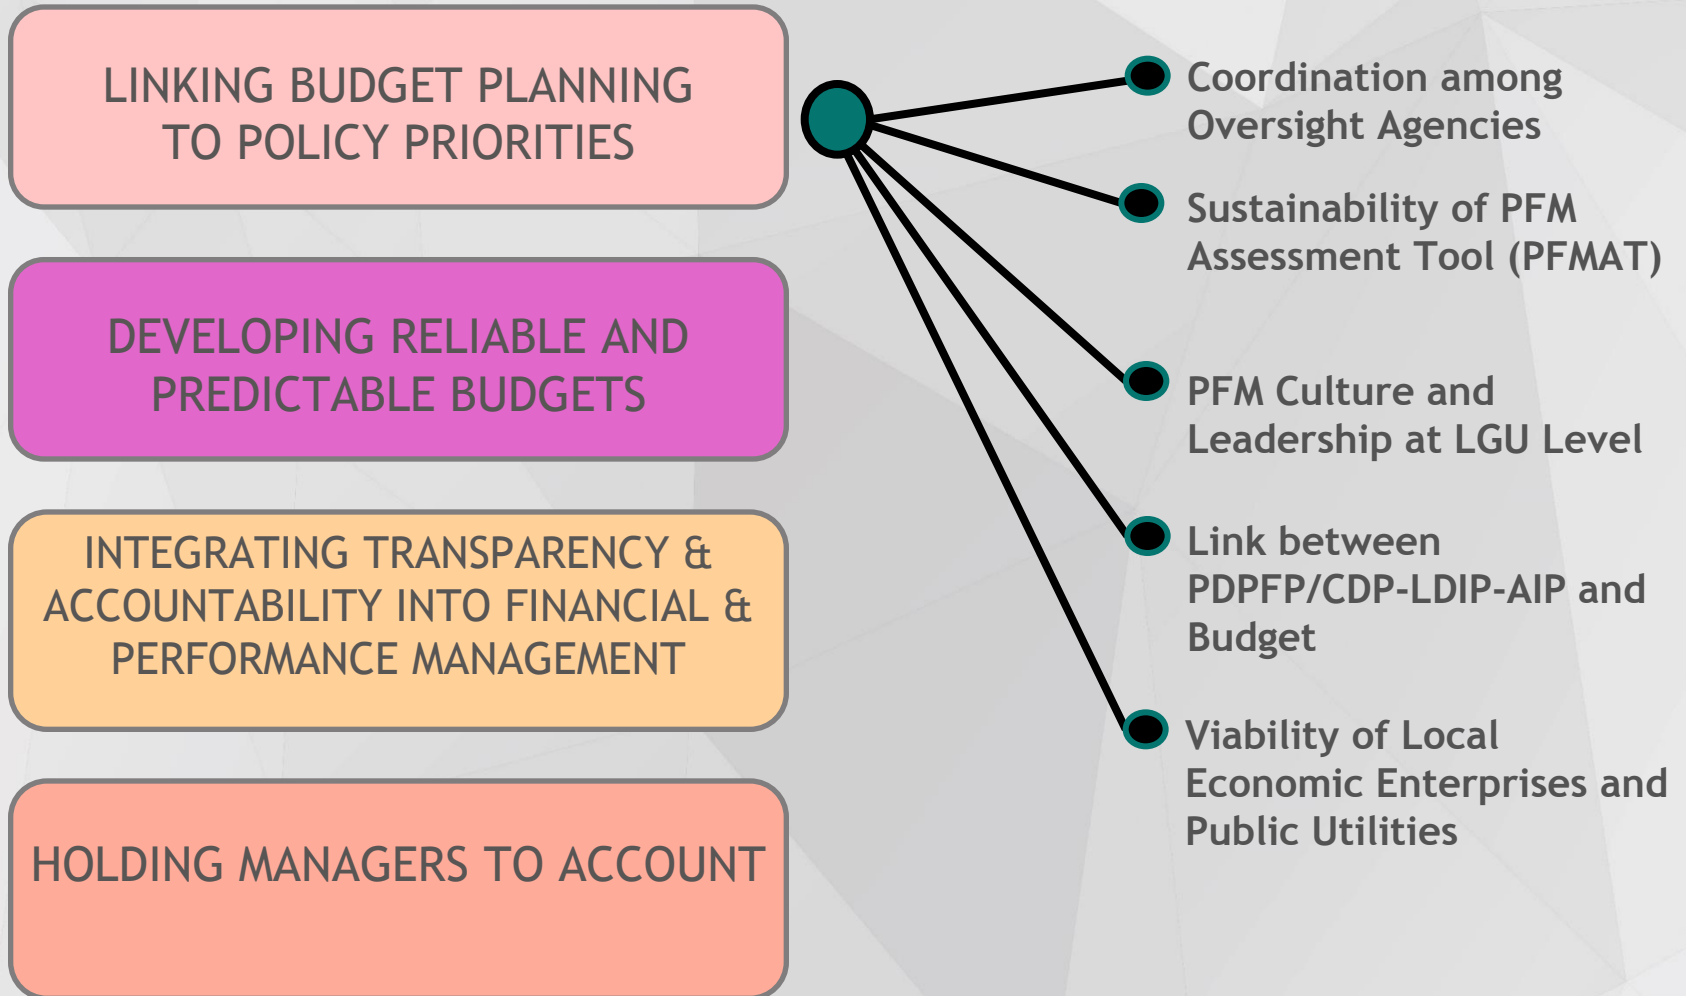 LINKING BUDGET PLANNING
TO POLICY PRIORITIES
DEVELOPING RELIABLE AND
PREDICTABLE BUDGETS
INTEGRATING TRANSPARENCY &
ACCOUNTABILITY INTO FINANCIAL &
PERFORMANCE MANAGEMENT
HOLDING MANAGERS TO ACCOUNT
Coordination among
Oversight Agencies
Sustainability of PFM
Assessment Tool (PFMAT)
PFM Culture and
Leadership at LGU Level
Link between
PDPFP/CDP-LDIP-AIP and
Budget
Viability of Local
Economic Enterprises and
Public Utilities